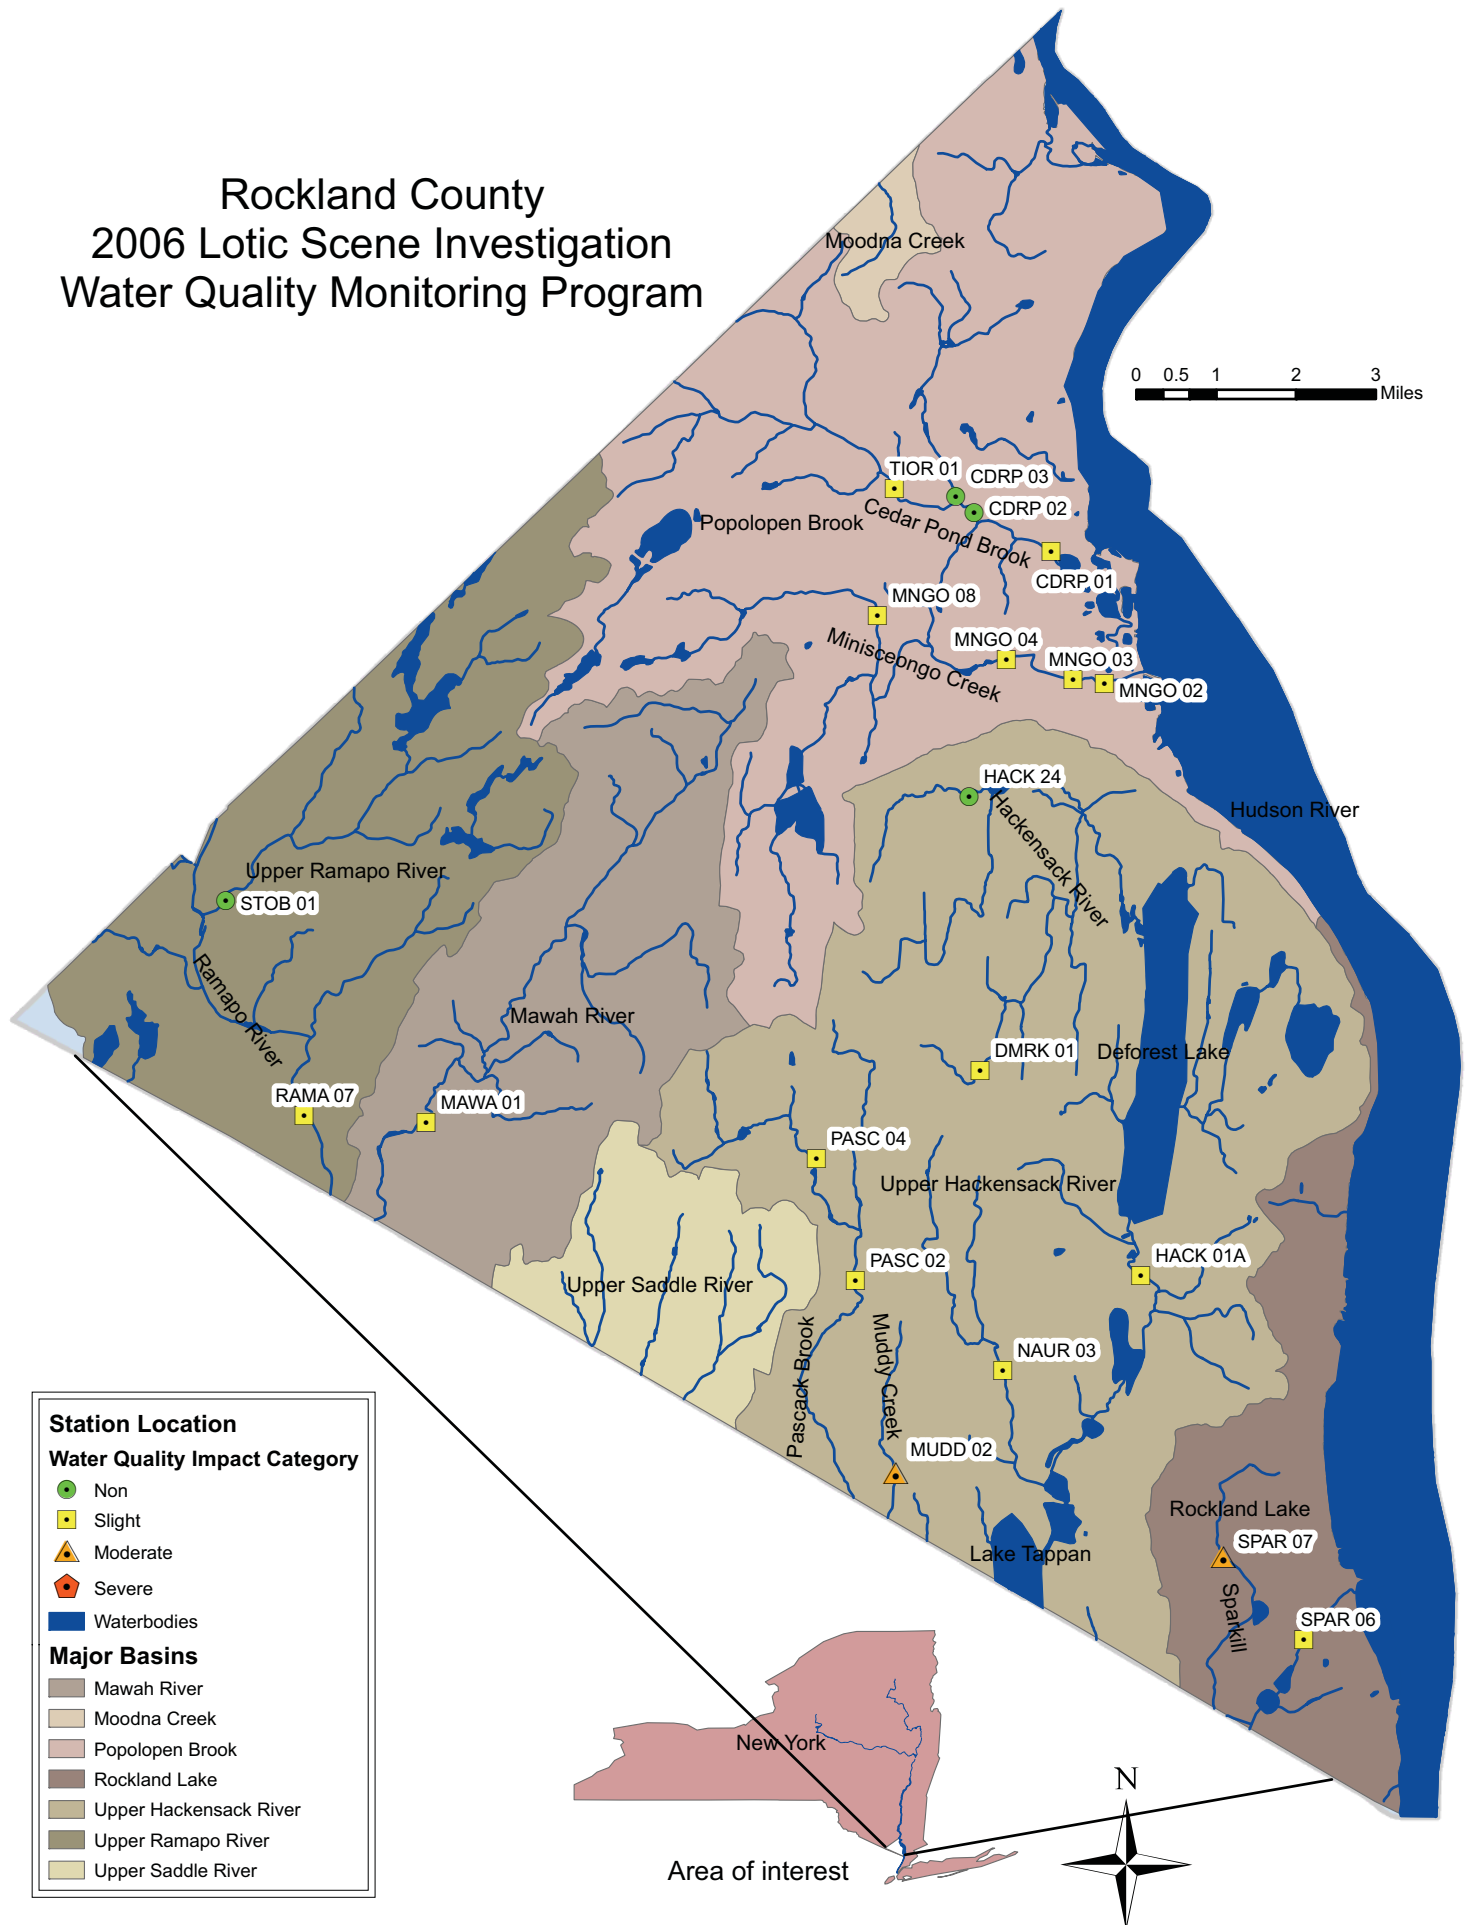 Rockland County
2006 Lotic Scene Investigation
Water Quality Monitoring Program
Moodna Creek
0 0.5 1 2 3
Miles
TIOR 01
CDRP 03
CDRP 02
Popolopen Brook
Cedar Pond Brook
CDRP 01
MNGO 08
MNGO 04
Minisceongo Creek
MNGO 03
MNGO 02
HACK 24
Hackensack River
Hudson River
Upper Ramapo River
STOB 01
Ramapo River
Mawah River
DMRK 01
Deforest Lake
RAMA 07
MAWA 01
PASC 04
Upper Hackensack River
PASC 02
HACK 01A
Upper Saddle River
Pascack Brook
Muddy Creek
NAUR 03
MUDD 02
Rockland Lake
SPAR 07
Lake Tappan
Sparkill
SPAR 06
Station Location
Water Quality Impact Category
Non
Slight
Moderate
Severe
Waterbodies
Major Basins
Mawah River
Moodna Creek
Popolopen Brook
Rockland Lake
Upper Hackensack River
Upper Ramapo River
Upper Saddle River
New York
Area of interest
N